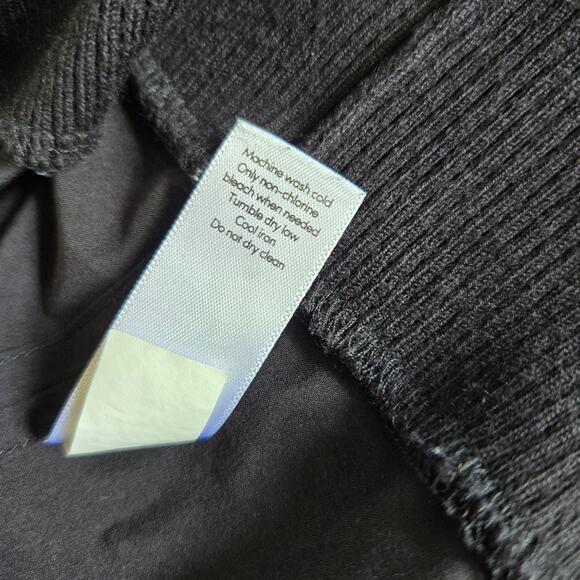 Machine wash cold
Only non-chlorine
bleach when needed
Tumble dry low
Cool iron
Do not dry clean